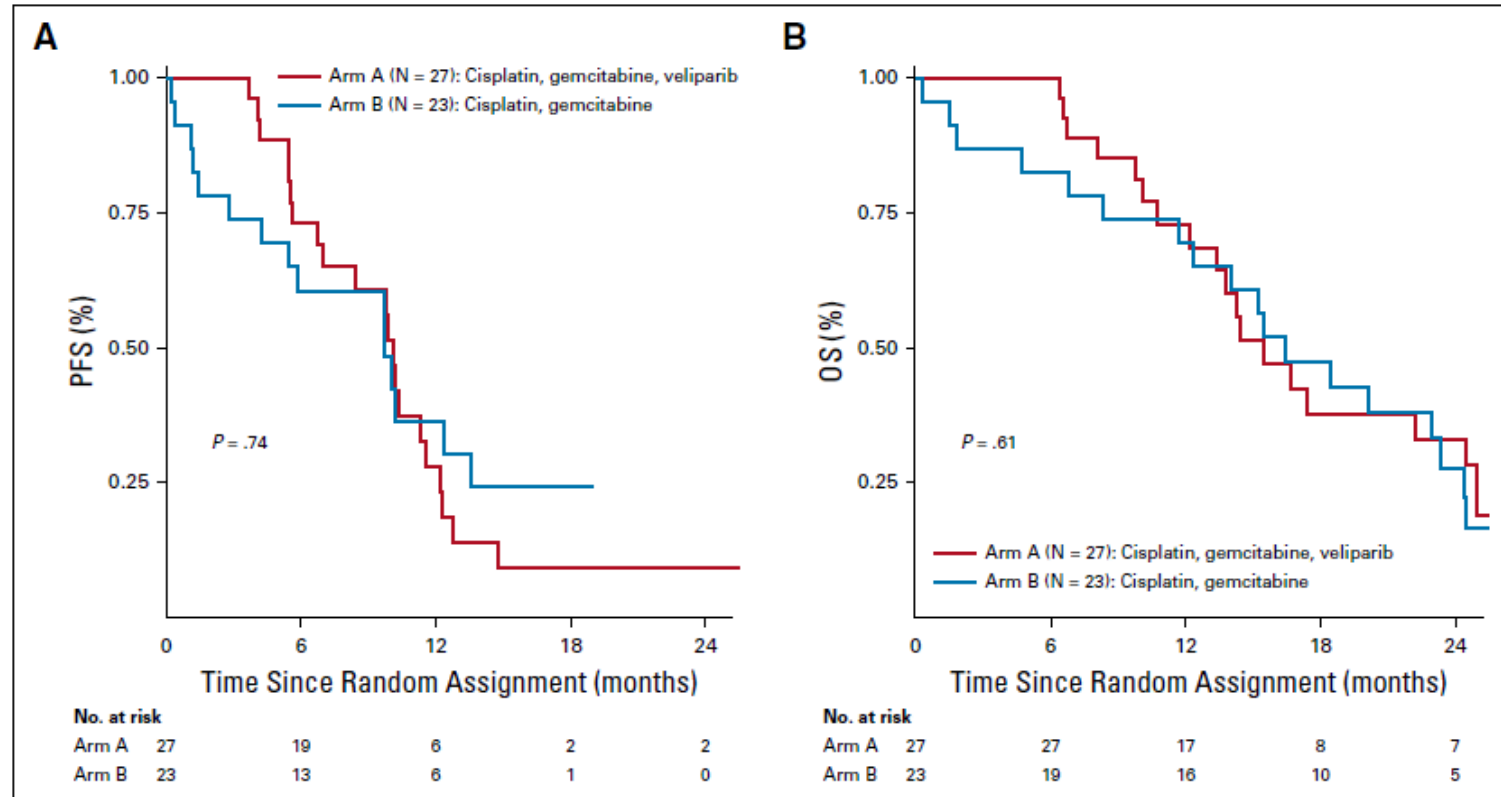 A
Arm A (N = 27): Cisplatin, gemcitabine, veliparib
Arm B (N = 23): Cisplatin, gemcitabine
1.00
0.75
0.50
0.25
PFS (%)
P = .74
0 6 12 18 24
Time Since Random Assignment (months)
No. at risk
Arm A 27 19 6 2 2
Arm B 23 13 6 1 0
B
1.00
0.75
0.50
0.25
OS (%)
P = .61
Arm A (N = 27): Cisplatin, gemcitabine, veliparib
Arm B (N = 23): Cisplatin, gemcitabine
0 6 12 18 24
Time Since Random Assignment (months)
No. at risk
Arm A 27 27 17 8 7
Arm B 23 19 16 10 5